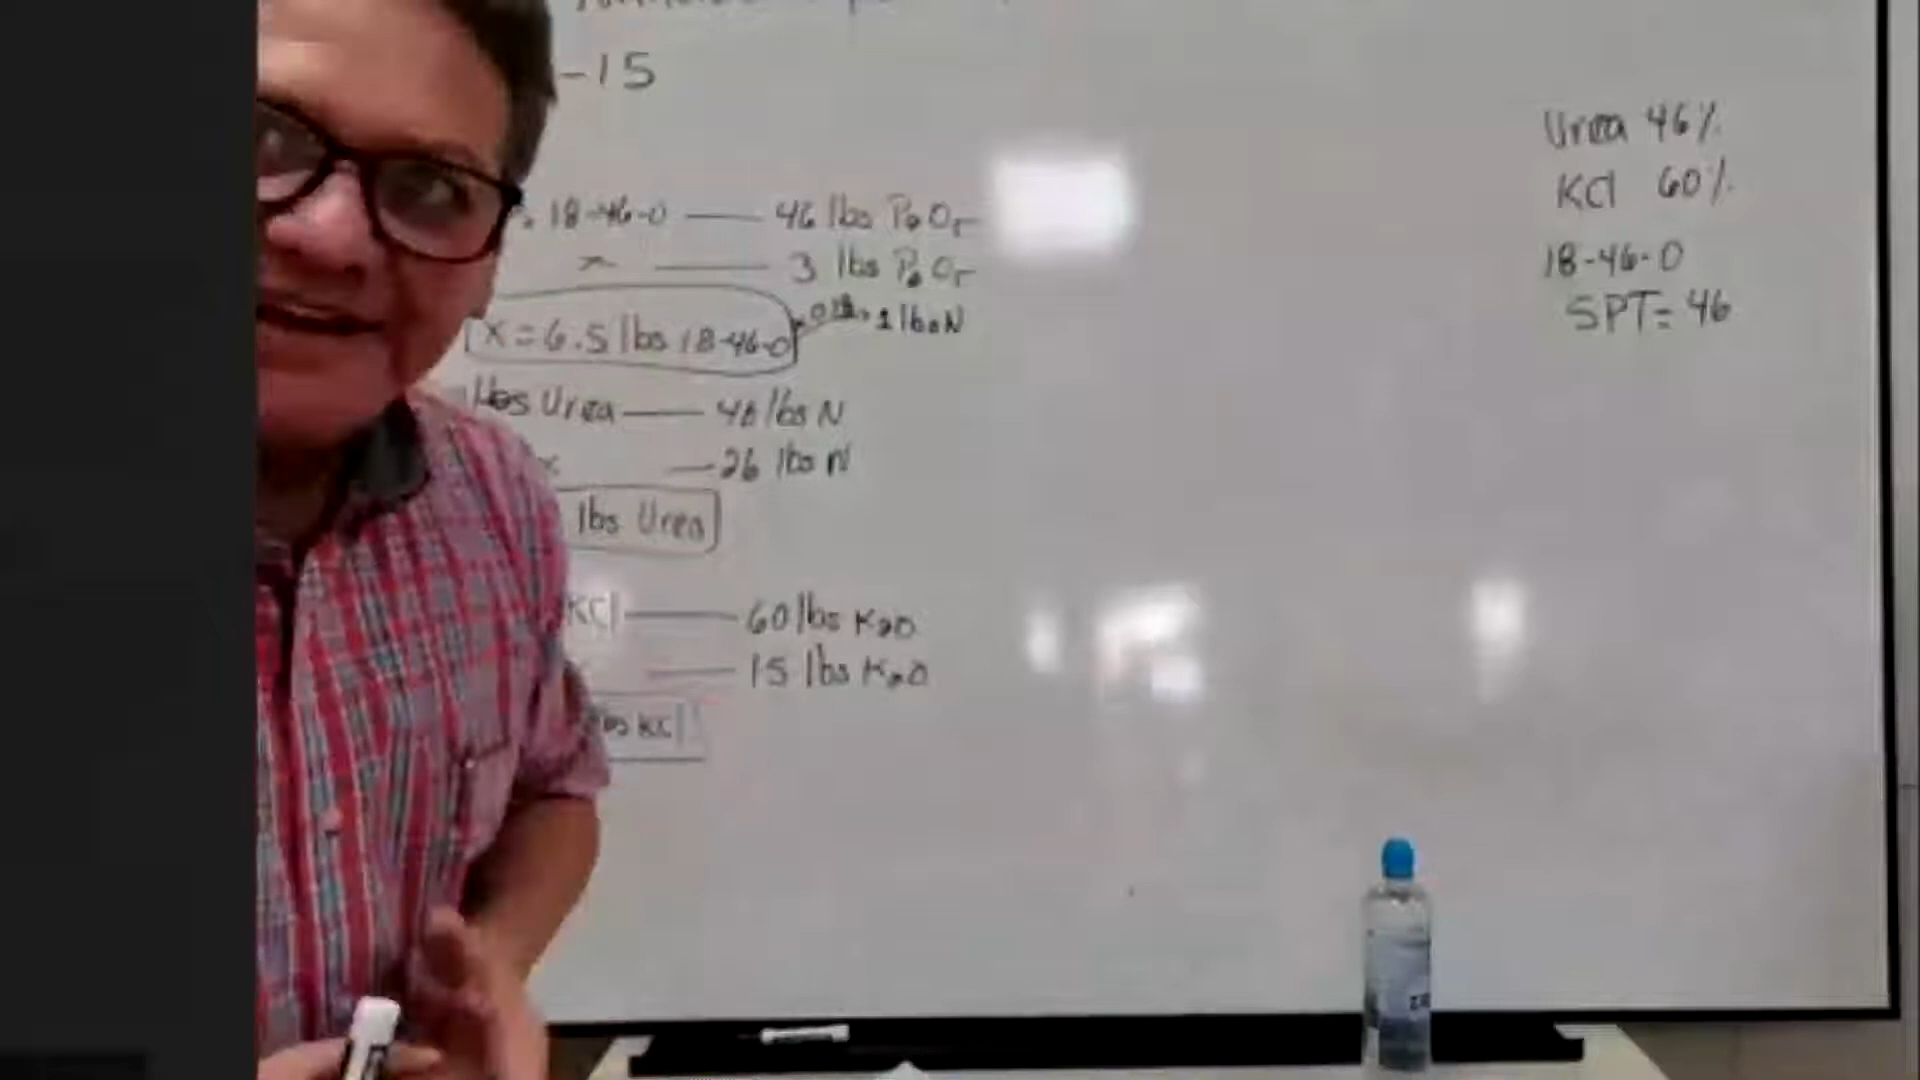 -15
18-46-0 — 46 lbs P2O5
x — 3 lbs P2O5
x = 6.5 lbs 18-46-0 1 lb N
lbs Urea — 46 lbs N
x — 26 lbs N
lbs Urea
KCl — 60 lbs K2O
— 15 lbs K2O
lbs KCl
Urea 46%
KCl 60%
18-46-0
SPT = 46